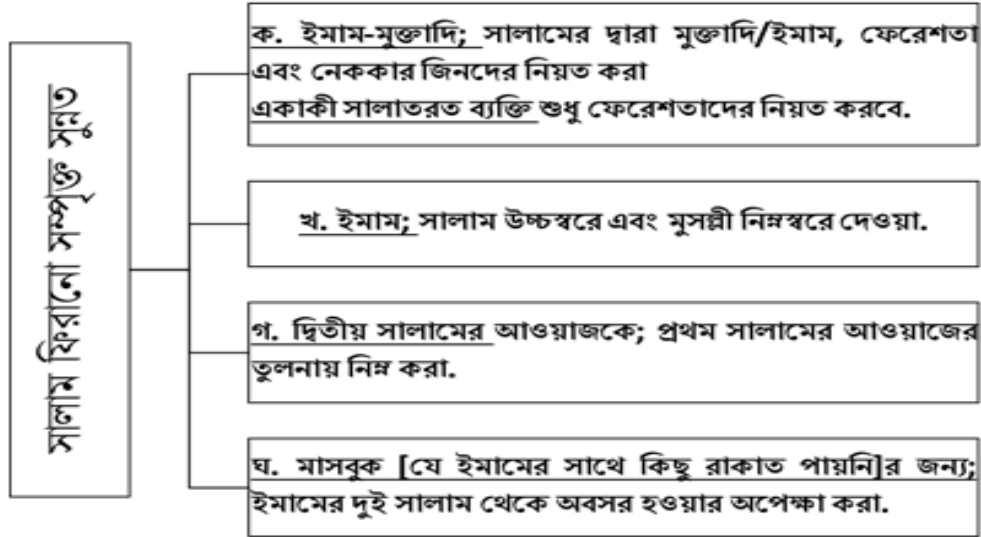 সালাম ফিরানো সম্পৃক্ত সুন্নত
ক. ইমাম-মুক্তাদি; সালামের দ্বারা মুক্তাদি/ইমাম, ফেরেশতা
এবং নেককার জিনদের নিয়ত করা
একাকী সালাতরত ব্যক্তি শুধু ফেরেশতাদের নিয়ত করবে.
খ. ইমাম; সালাম উচ্চস্বরে এবং মুসল্লী নিম্নস্বরে দেওয়া.
গ. দ্বিতীয় সালামের আওয়াজকে; প্রথম সালামের আওয়াজের
তুলনায় নিম্ন করা.
ঘ. মাসবুক [যে ইমামের সাথে কিছু রাকাত পায়নি]র জন্য;
ইমামের দুই সালাম থেকে অবসর হওয়ার অপেক্ষা করা.